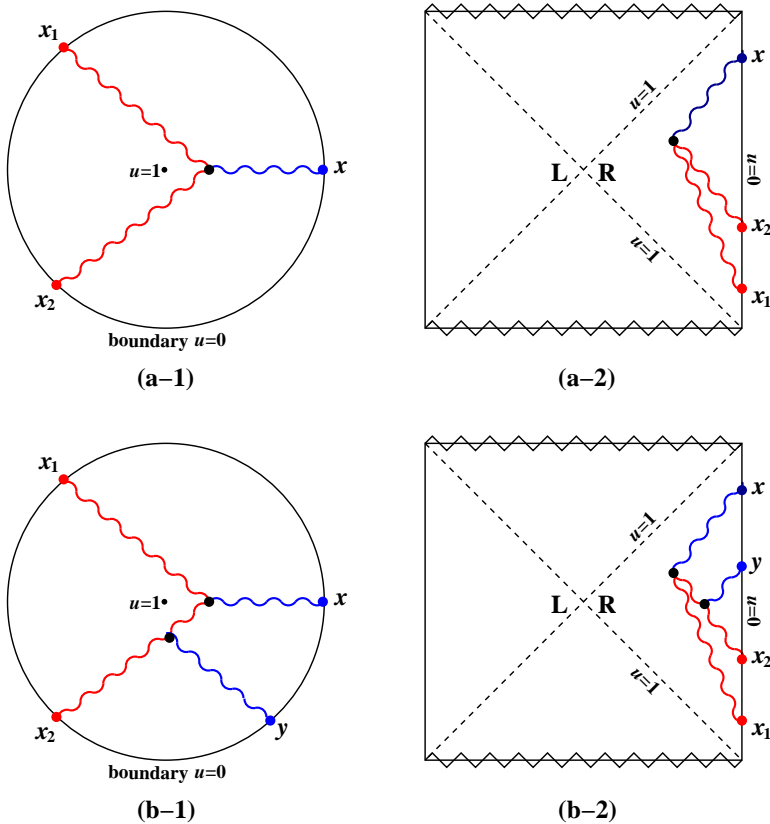 x1
u=1
x
x2
boundary u=0
(a−1)
x
u=1
L R
u=0
x2
u=1
x1
(a−2)
x1
u=1
x
x2
y
boundary u=0
(b−1)
x
u=1
y
L R
u=0
x2
u=1
x1
(b−2)